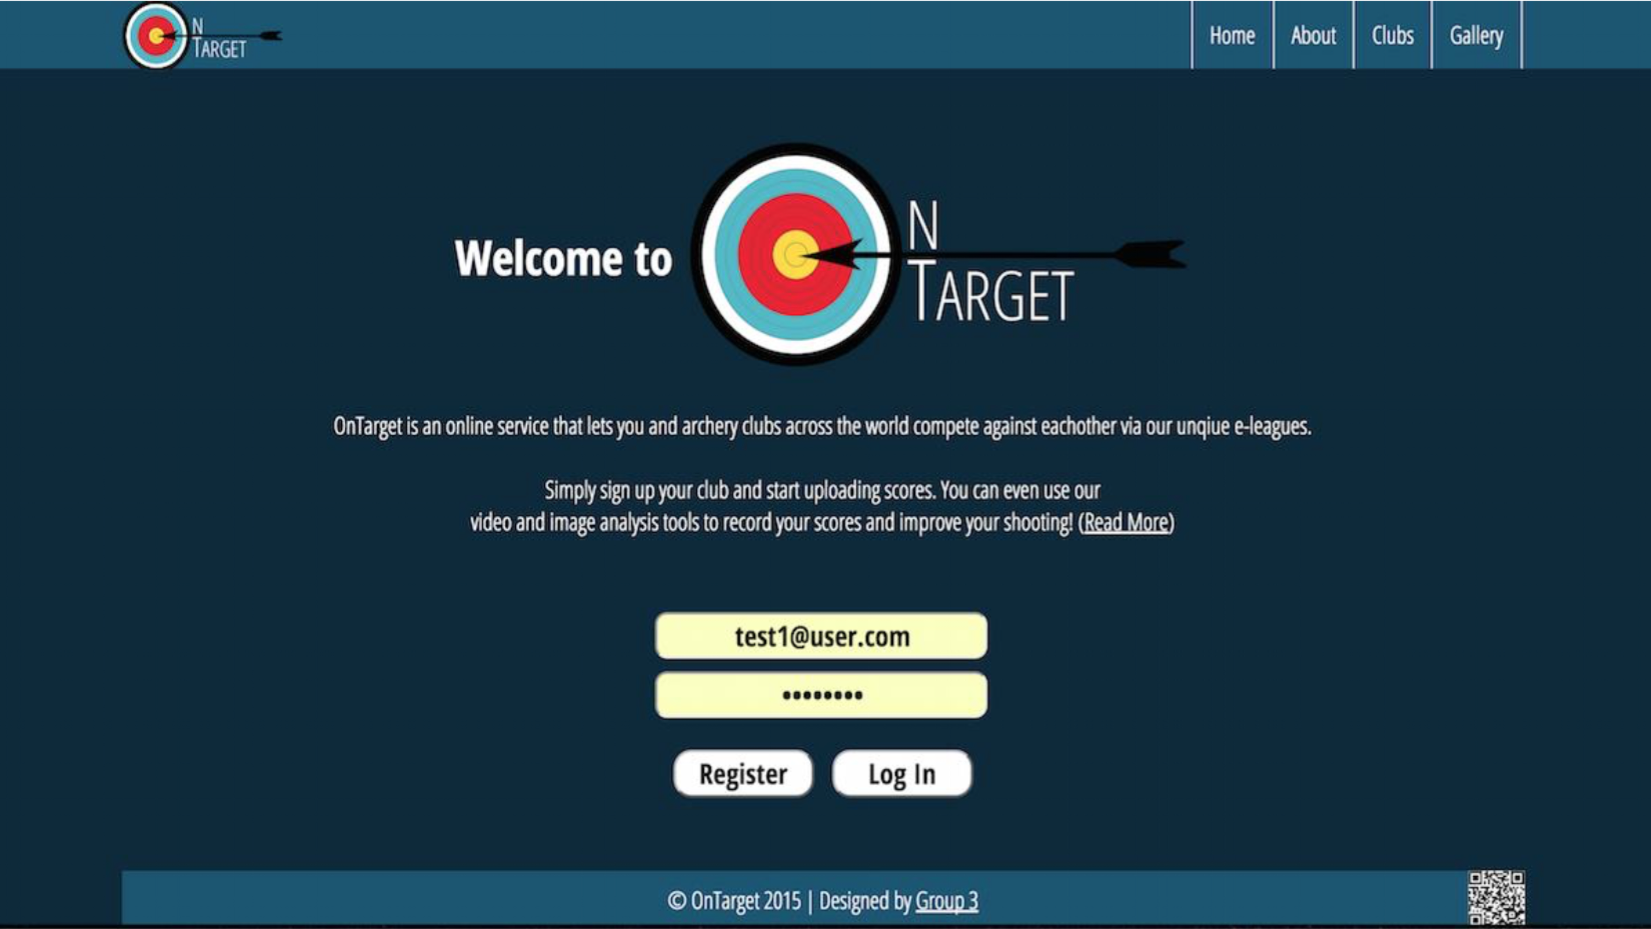 N
TARGET
Home
About
Clubs
Gallery
Welcome to
N
TARGET
OnTarget is an online service that lets you and archery clubs across the world compete against eachother via our unqiue e-leagues.
Simply sign up your club and start uploading scores. You can even use our
video and image analysis tools to record your scores and improve your shooting! (Read More)
test1@user.com
••••••••
Register
Log In
© OnTarget 2015 | Designed by Group 3